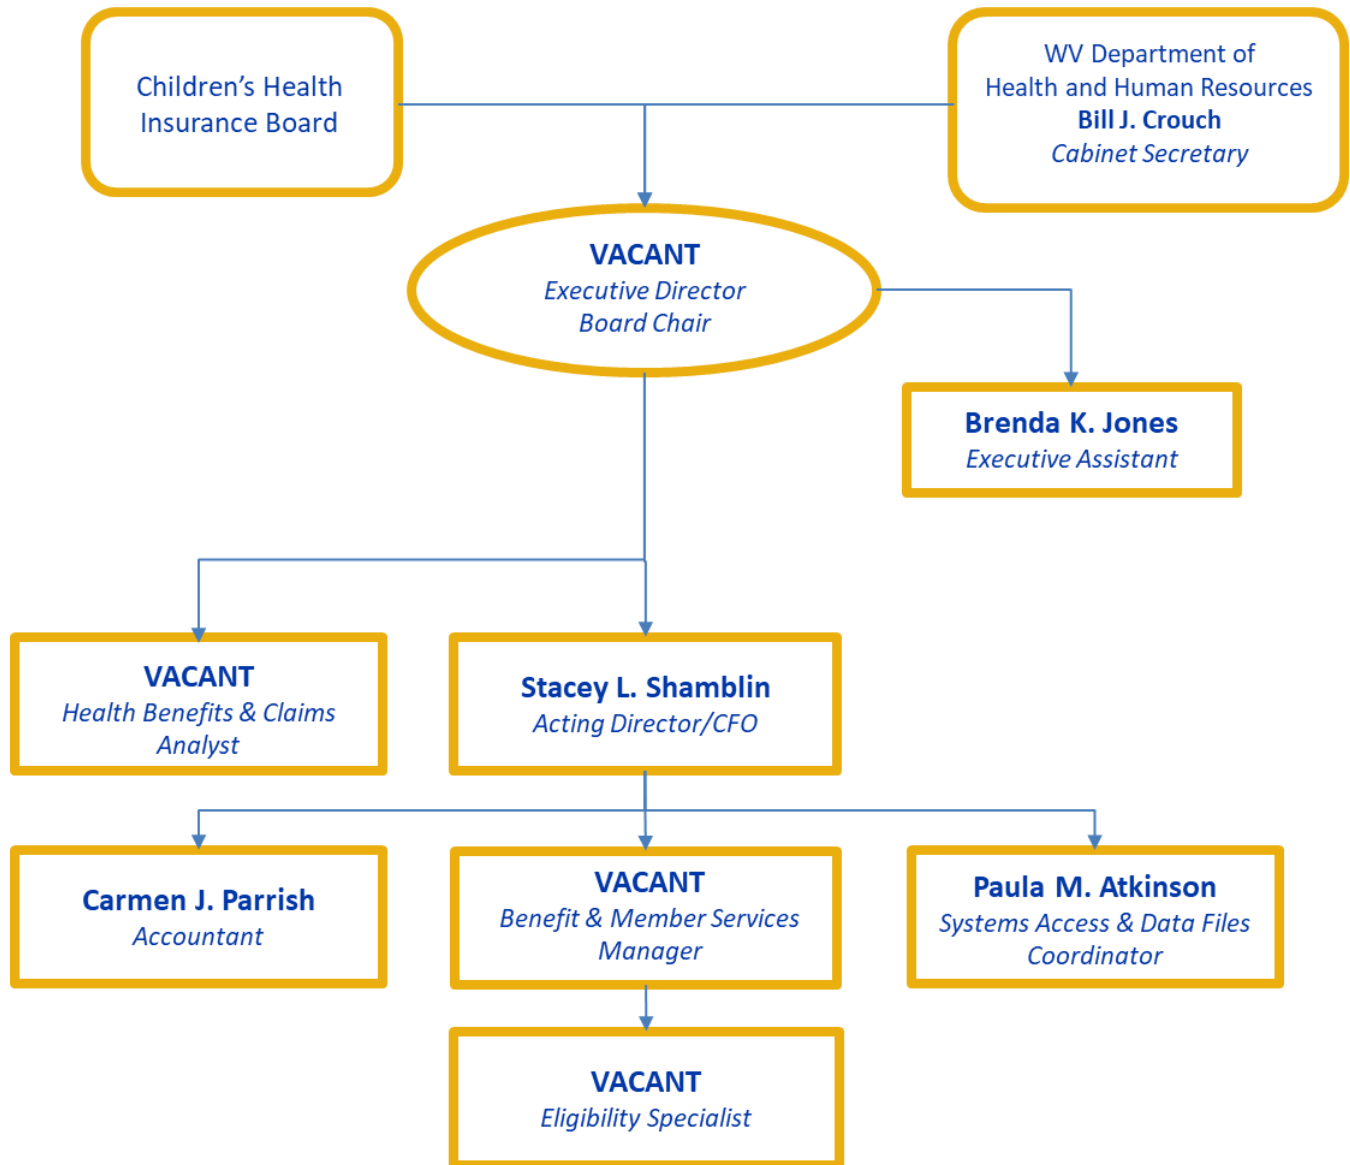 Children’s Health
Insurance Board
WV Department of
Health and Human Resources
Bill J. Crouch
Cabinet Secretary
VACANT
Executive Director
Board Chair
Brenda K. Jones
Executive Assistant
VACANT
Health Benefits & Claims
Analyst
Stacey L. Shamblin
Acting Director/CFO
Carmen J. Parrish
Accountant
VACANT
Benefit & Member Services
Manager
Paula M. Atkinson
Systems Access & Data Files
Coordinator
VACANT
Eligibility Specialist